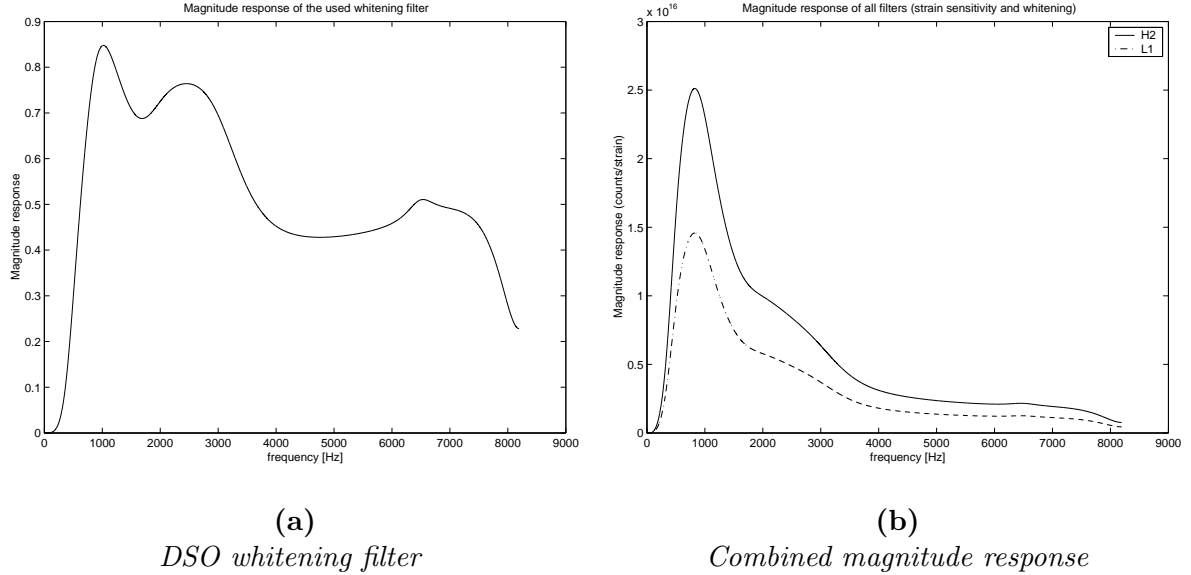 Magnitude response of the used whitening filter
0.9
0.8
0.7
0.6
0.5
0.4
0.3
0.2
0.1
0
Magnitude response
0 1000 2000 3000 4000 5000 6000 7000 8000 9000
frequency [Hz]
(a)
DSO whitening filter
x 10^16
Magnitude response of all filters (strain sensitivity and whitening)
H2
L1
3
2.5
2
1.5
1
0.5
0
Magnitude response (counts/strain)
0 1000 2000 3000 4000 5000 6000 7000 8000 9000
frequency [Hz]
(b)
Combined magnitude response